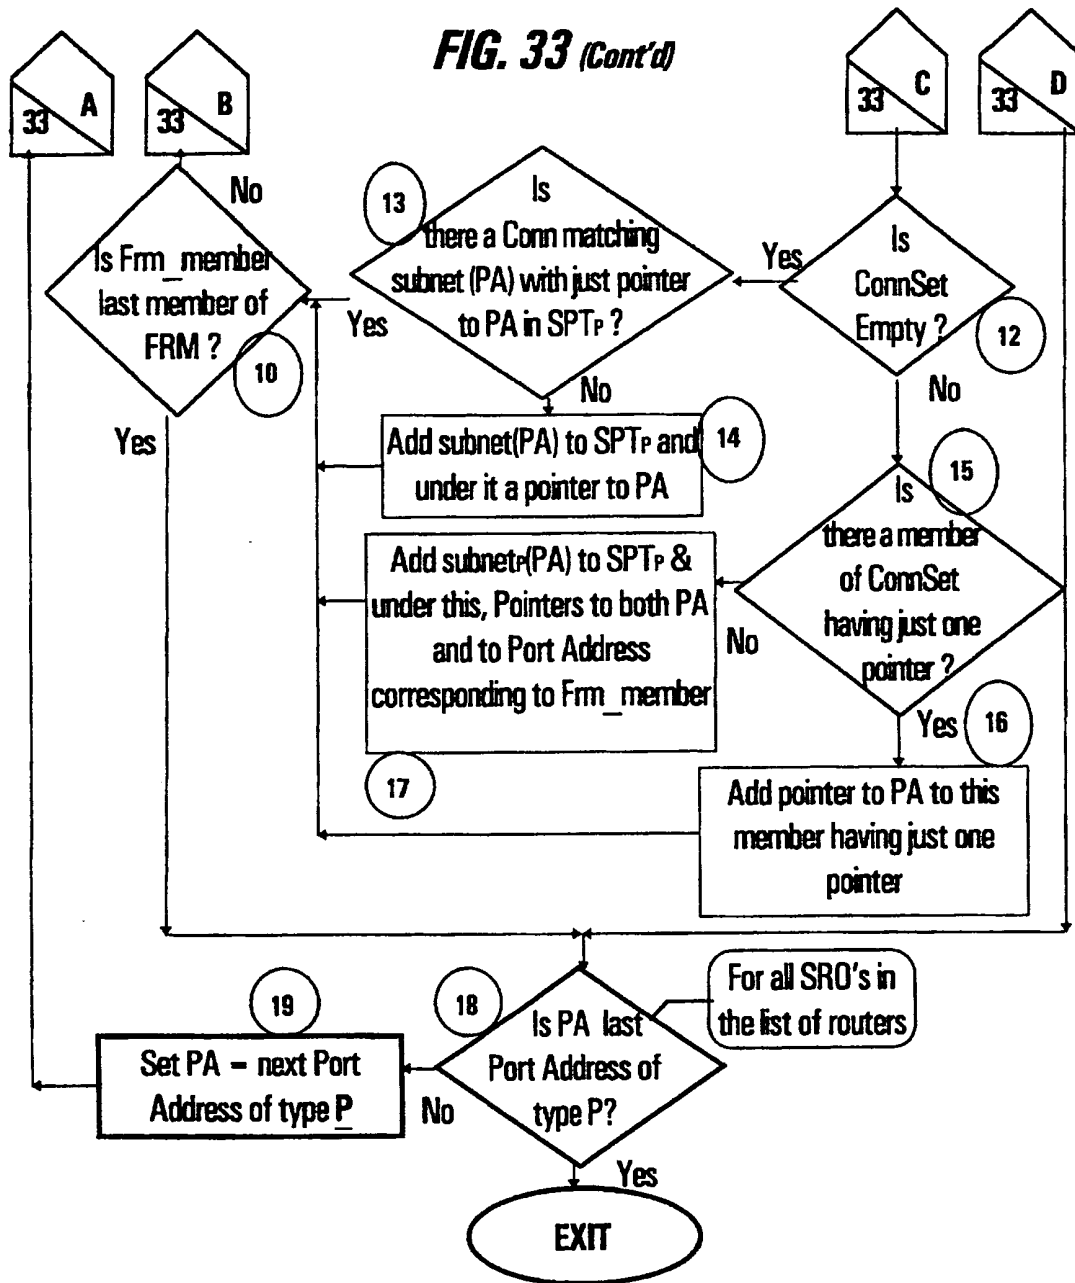 FIG. 33 (Cont'd)
33 A
33 B
33 C
33 D
No
Is Frm_member
last member of
FRM ?
10
Yes
13
Is
there a Conn matching
subnet (PA) with just pointer
to PA in SPTP ?
Yes
No
Yes
Is
ConnSet
Empty ?
12
No
Add subnet(PA) to SPTP and
under it a pointer to PA
14
15
Is
there a member
of ConnSet
having just one
pointer ?
No
Yes
16
Add subnetP(PA) to SPTP &
under this, Pointers to both PA
and to Port Address
corresponding to Frm_member
17
Add pointer to PA to this
member having just one
pointer
For all SRO's in
the list of routers
18
Is PA last
Port Address of
type P?
No
19
Set PA = next Port
Address of type P
Yes
EXIT